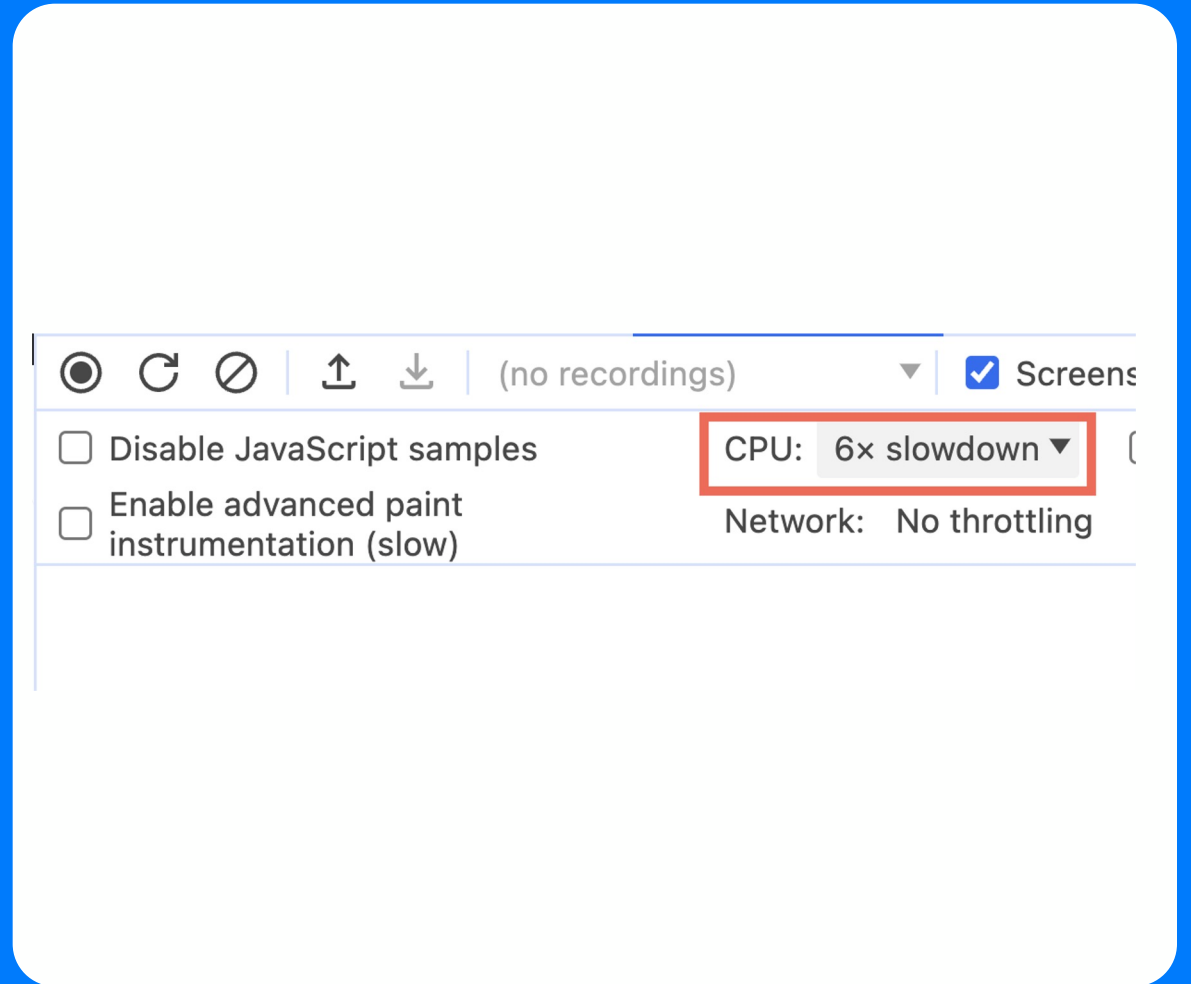 (no recordings) Screens
Disable JavaScript samples CPU: 6× slowdown
Enable advanced paint
instrumentation (slow)
Network: No throttling